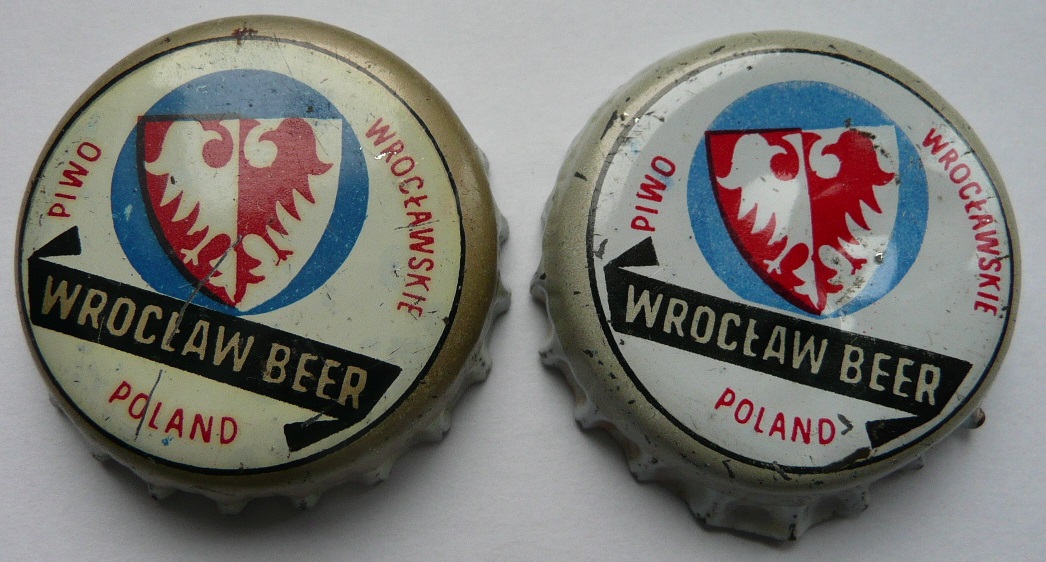 PIWO
WROCŁAWSKIE
WROCŁAW BEER
POLAND
PIWO
WROCŁAWSKIE
WROCŁAW BEER
POLAND